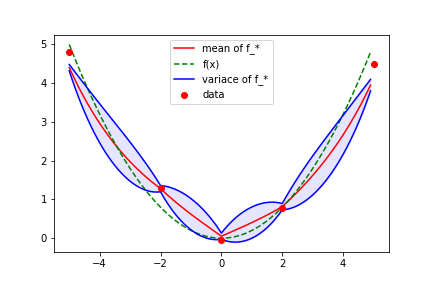 mean of f_*
f(x)
variace of f_*
data
5
4
3
2
1
0
−4
−2
0
2
4